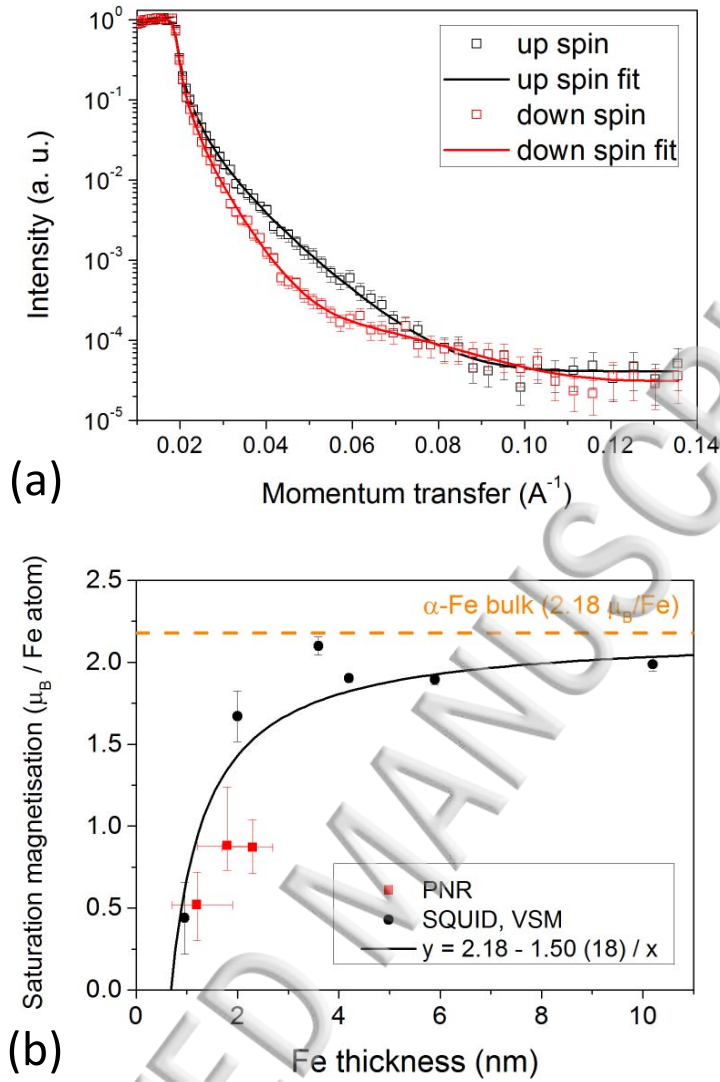 10^0
10^-1
10^-2
10^-3
10^-4
10^-5
Intensity (a. u.)
up spin
up spin fit
down spin
down spin fit
0.02 0.04 0.06 0.08 0.10 0.12 0.14
(a)
Momentum transfer (A^-1)
2.5
2.0
1.5
1.0
0.5
0.0
Saturation magnetisation (μ_B / Fe atom)
α-Fe bulk (2.18 μ_B/Fe)
PNR
SQUID, VSM
y = 2.18 - 1.50 (18) / x
0 2 4 6 8 10
(b)
Fe thickness (nm)
ED MANUSCRIP